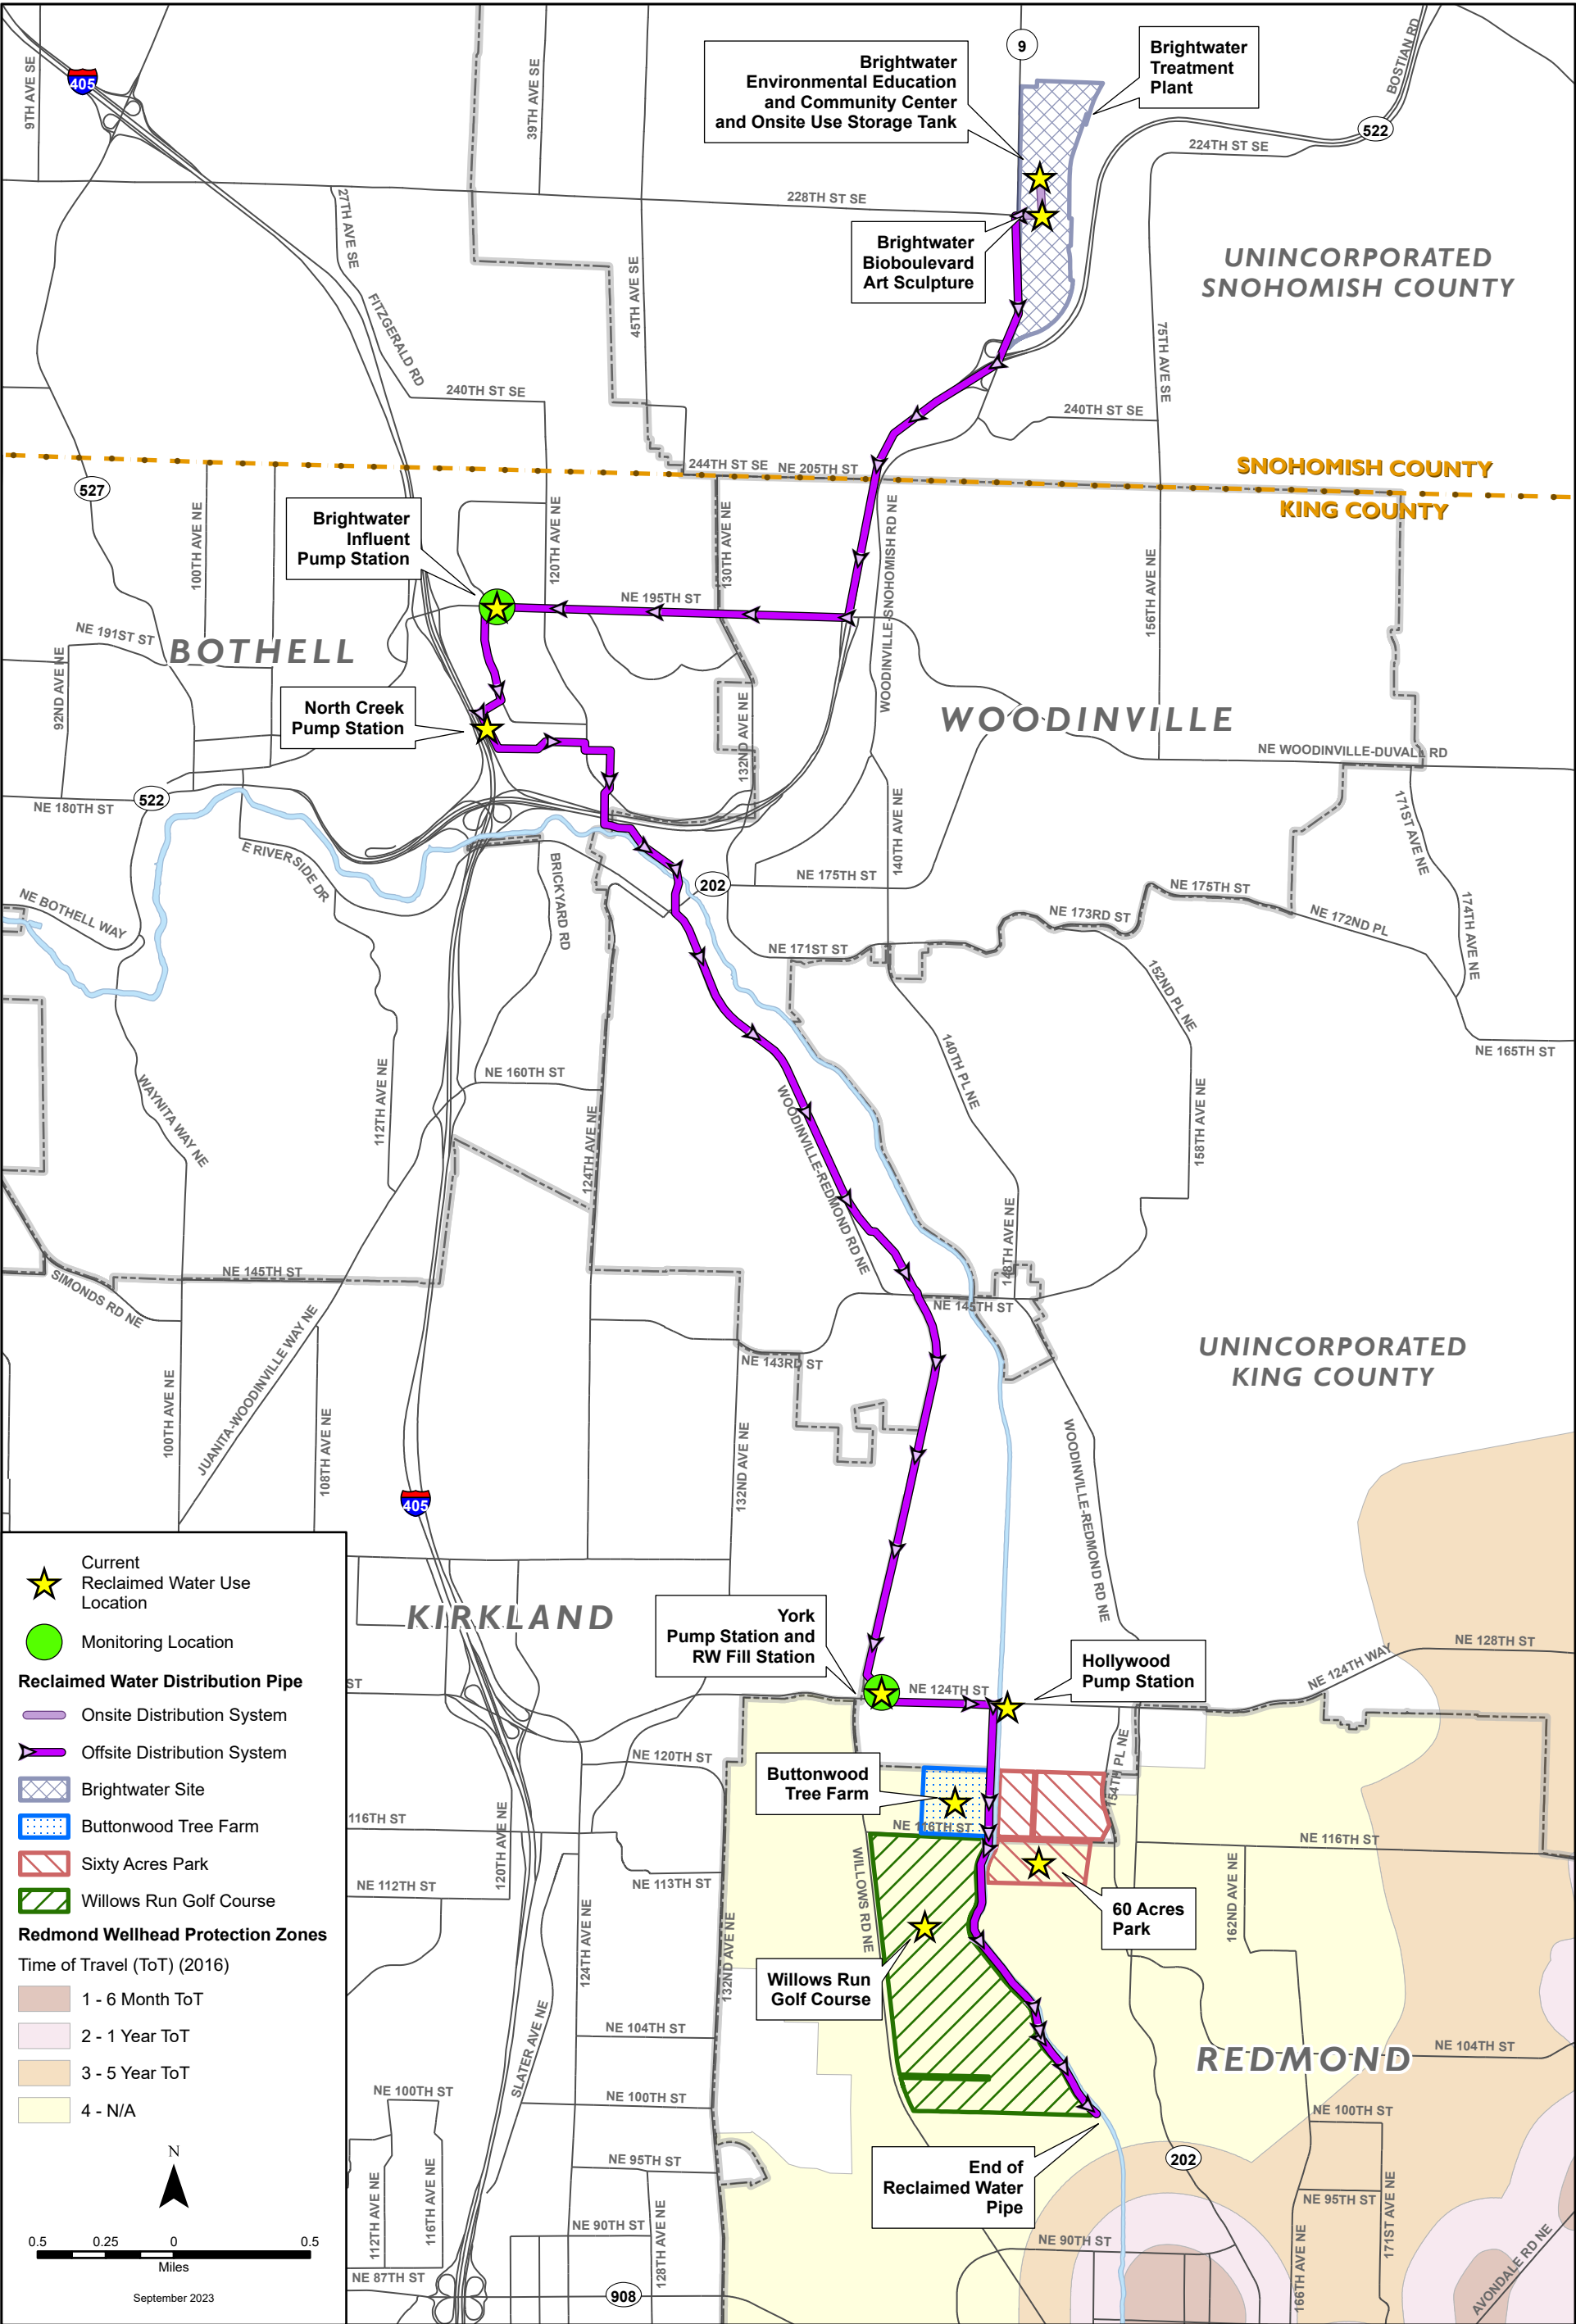 9
405
9TH AVE SE
39TH AVE SE
BOSTIAN RD
Brightwater
Environmental Education
and Community Center
and Onsite Use Storage Tank
Brightwater
Treatment
Plant
522
224TH ST SE
228TH ST SE
27TH AVE SE
Brightwater
Bioboulevard
Art Sculpture
UNINCORPORATED
SNOHOMISH COUNTY
45TH AVE SE
FITZGERALD RD
75TH AVE SE
240TH ST SE
240TH ST SE
244TH ST SE
NE 205TH ST
SNOHOMISH COUNTY
KING COUNTY
527
Brightwater
Influent
Pump Station
100TH AVE NE
120TH AVE NE
130TH AVE NE
WOODINVILLE-SNOHOMISH RD NE
156TH AVE NE
NE 195TH ST
NE 191ST ST
BOTHELL
92ND AVE NE
North Creek
Pump Station
132ND AVE NE
WOODINVILLE
NE WOODINVILLE-DUVALL RD
522
NE 180TH ST
171ST AVE NE
140TH AVE NE
E RIVERSIDE DR
BRICKYARD RD
202
NE 175TH ST
NE 175TH ST
NE BOTHELL WAY
NE 173RD ST
NE 172ND PL
174TH AVE NE
NE 171ST ST
152ND PL NE
NE 165TH ST
140TH PL NE
NE 160TH ST
112TH AVE NE
WAYNITA WAY NE
124TH AVE NE
WOODINVILLE-REDMOND RD NE
158TH AVE NE
148TH AVE NE
NE 145TH ST
SIMONDS RD NE
NE 145TH ST
JUANITA-WOODINVILLE WAY NE
NE 143RD ST
UNINCORPORATED
KING COUNTY
100TH AVE NE
108TH AVE NE
132ND AVE NE
WOODINVILLE-REDMOND RD NE
405
KIRKLAND
York
Pump Station and
RW Fill Station
Hollywood
Pump Station
NE 128TH ST
NE 124TH WAY
ST
NE 124TH ST
154TH PL NE
NE 120TH ST
Buttonwood
Tree Farm
116TH ST
NE 116TH ST
NE 116TH ST
120TH AVE NE
WILLOWS RD NE
162ND AVE NE
NE 112TH ST
NE 113TH ST
60 Acres
Park
124TH AVE NE
132ND AVE NE
Willows Run
Golf Course
SLATER AVE NE
NE 104TH ST
REDMOND
NE 104TH ST
NE 100TH ST
NE 100TH ST
NE 100TH ST
End of
Reclaimed Water
Pipe
202
NE 95TH ST
NE 95TH ST
112TH AVE NE
116TH AVE NE
128TH AVE NE
171ST AVE NE
166TH AVE NE
NE 90TH ST
NE 90TH ST
AVONDALE RD NE
NE 87TH ST
908
Current
Reclaimed Water Use
Location
Monitoring Location
Reclaimed Water Distribution Pipe
Onsite Distribution System
Offsite Distribution System
Brightwater Site
Buttonwood Tree Farm
Sixty Acres Park
Willows Run Golf Course
Redmond Wellhead Protection Zones
Time of Travel (ToT) (2016)
1 - 6 Month ToT
2 - 1 Year ToT
3 - 5 Year ToT
4 - N/A
N
0.5 0.25 0 0.5
Miles
September 2023